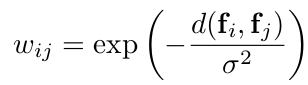 $w_{ij} = \exp\left(-\frac{d(\mathbf{f}_i, \mathbf{f}_j)}{\sigma^2}\right)$